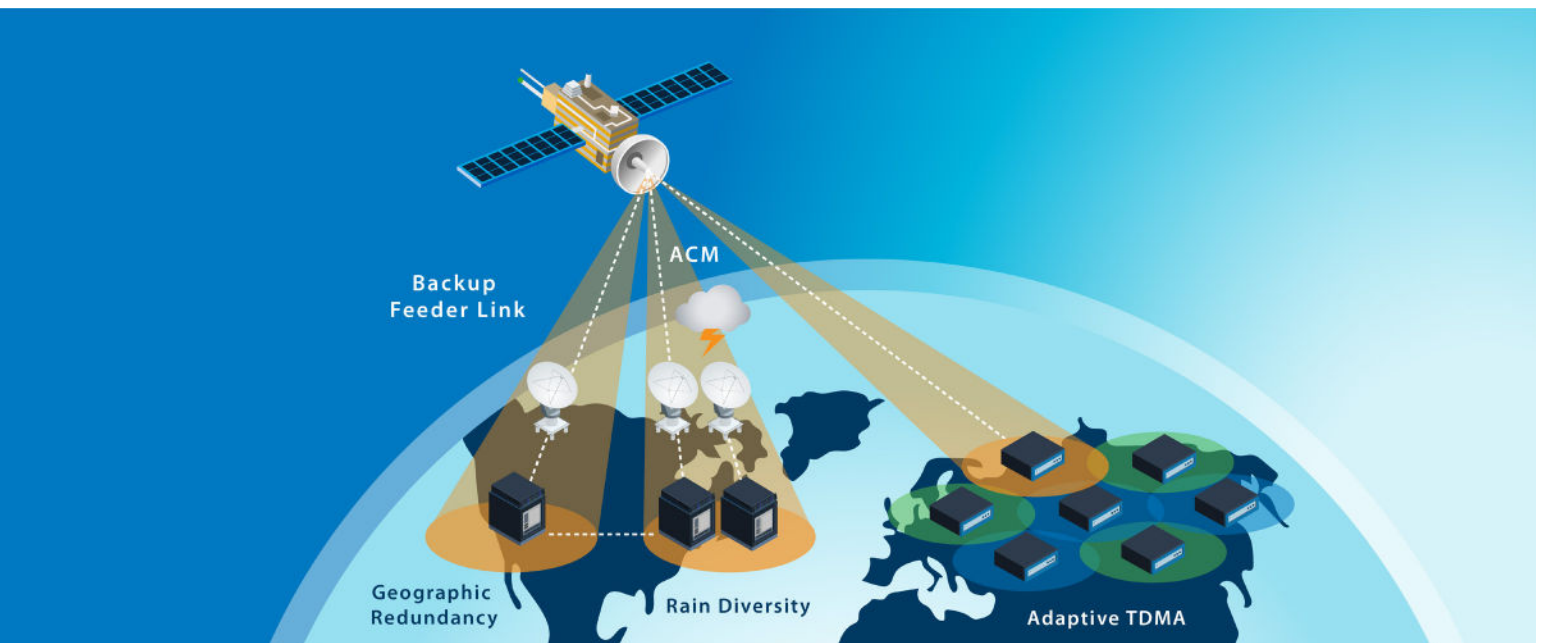 ACM
Backup
Feeder Link
Geographic
Redundancy
Rain Diversity
Adaptive TDMA